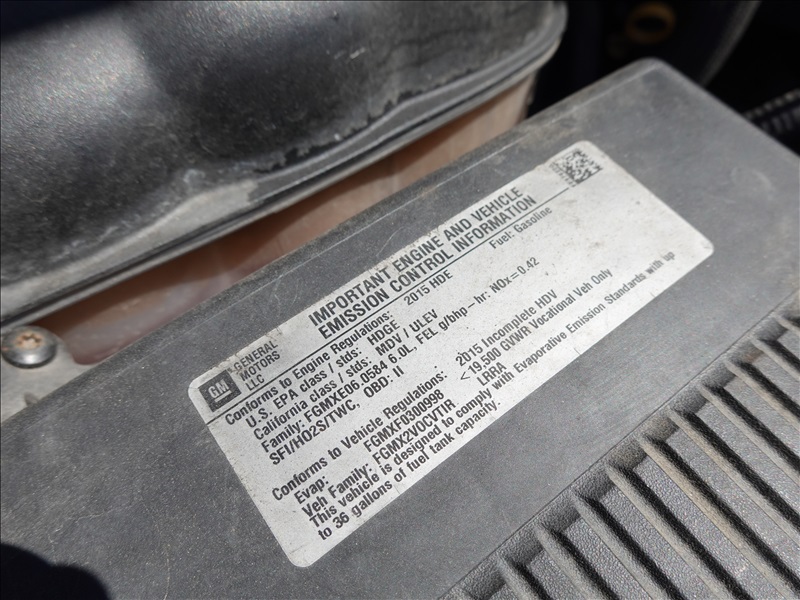 GM
GENERAL
MOTORS
LLC
IMPORTANT ENGINE AND VEHICLE
EMISSION CONTROL INFORMATION
Conforms to Engine Regulations: 2015 HDE Fuel: Gasoline
U.S. EPA class / stds: HDGE
California class / stds: MDV / ULEV
Family: FGMXE06.0584 6.0L, FEL g/bhp-hr: NOx=0.42
SFI/HO2S/TWC, OBD: II
Conforms to Vehicle Regulations: 2015 Incomplete HDV
Evap: FGMXF0300998 <19,500 GVWR Vocational Veh Only
Veh Family: FGMX2VOCVTIR LRRA
This vehicle is designed to comply with Evaporative Emission Standards with up
to 36 gallons of fuel tank capacity.